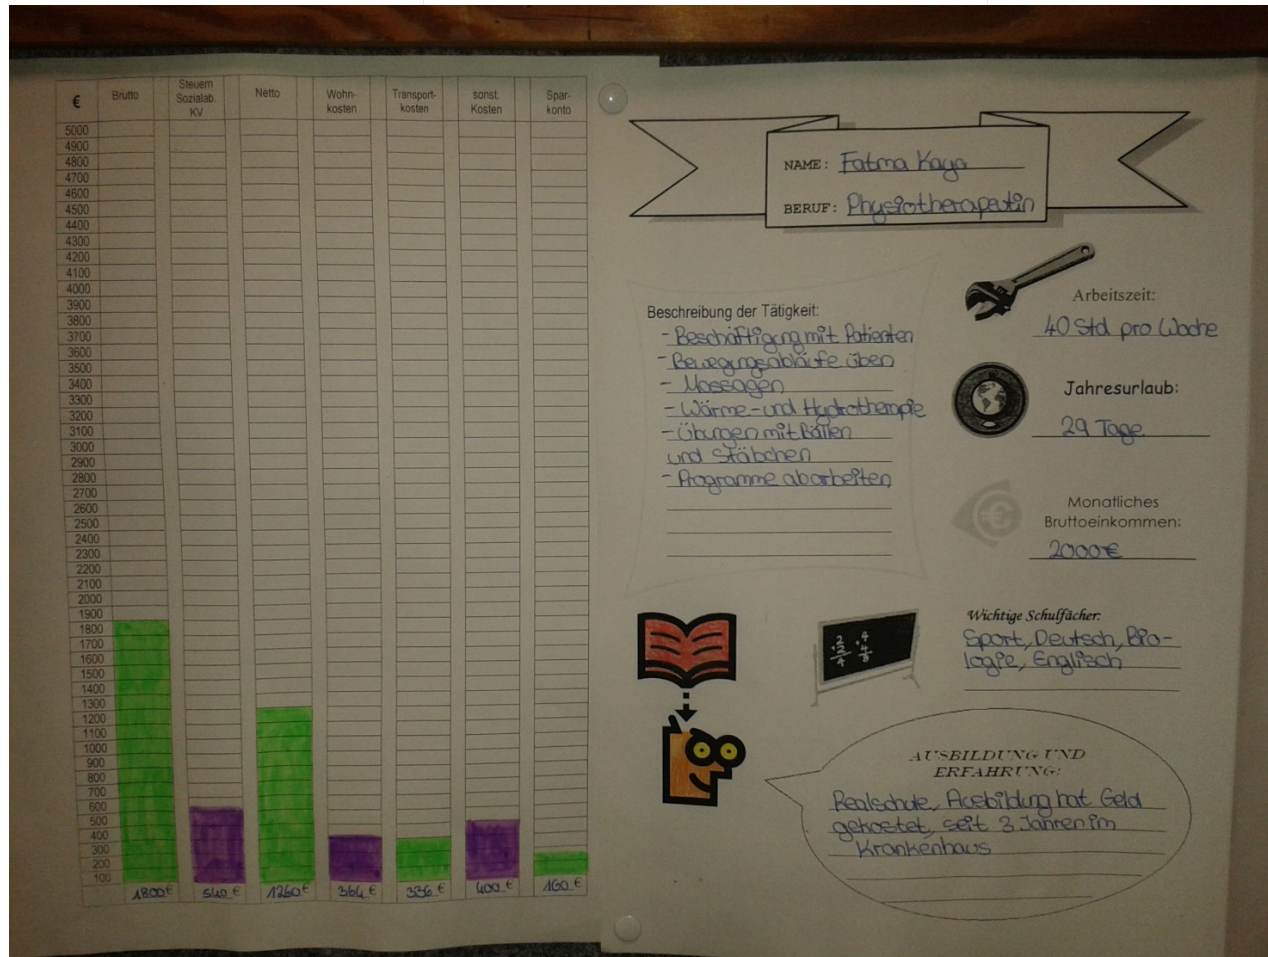 €
Brutto
Steuern
Sozialab.
KV
Netto
Wohn-
kosten
Transport-
kosten
sonst.
Kosten
Spar-
konto
5000
4900
4800
4700
4600
4500
4400
4300
4200
4100
4000
3900
3800
3700
3600
3500
3400
3300
3200
3100
3000
2900
2800
2700
2600
2500
2400
2300
2200
2100
2000
1900
1800
1700
1600
1500
1400
1300
1200
1100
1000
900
800
700
600
500
400
300
200
100
1800 €
540 €
1260 €
364 €
336 €
400 €
160 €
NAME: Fatma Kaya
BERUF: Physiotherapeutin
Beschreibung der Tätigkeit:
- Beschäftigung mit Patienten
- Bewegungsabläufe üben
- Massagen
- Wärme- und Hydrotherapie
- Übungen mit Bällen
und Stäbchen
- Programme abarbeiten
Arbeitszeit:
40 Std pro Woche
Jahresurlaub:
29 Tage
Monatliches
Bruttoeinkommen:
2000 €
Wichtige Schulfächer:
Sport, Deutsch, Bio-
logie, Englisch
AUSBILDUNG UND
ERFAHRUNG:
Realschule, Ausbildung hat Geld
gekostet, seit 3 Jahren im
Krankenhaus